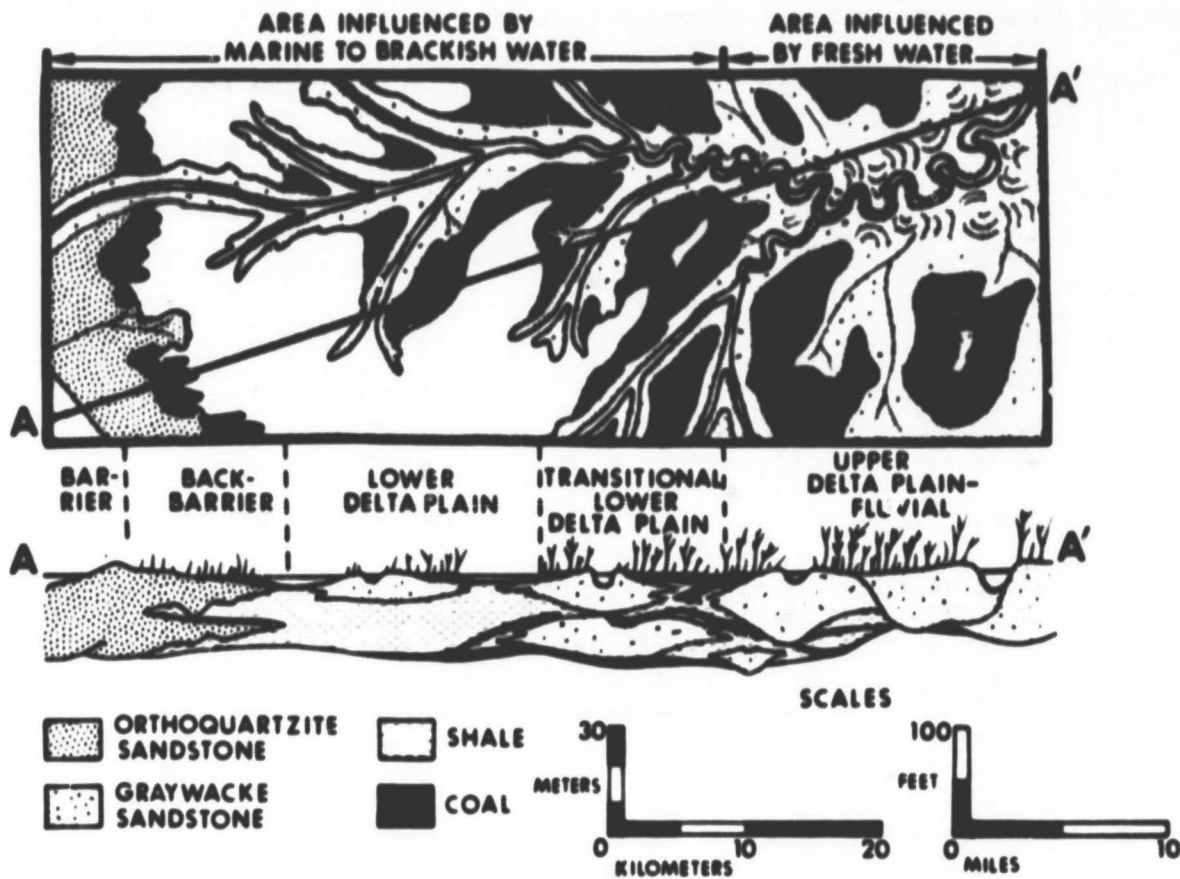 AREA INFLUENCED BY
MARINE TO BRACKISH WATER
AREA INFLUENCED
BY FRESH WATER
A'
A
BAR-
RIER
BACK-
BARRIER
LOWER
DELTA PLAIN
TRANSITIONAL
LOWER
DELTA PLAIN
UPPER
DELTA PLAIN-
FLUVIAL
A
A'
ORTHOQUARTZITE
SANDSTONE
GRAYWACKE
SANDSTONE
SHALE
COAL
SCALES
30
METERS
0 10 20
KILOMETERS
100
FEET
0 10
MILES